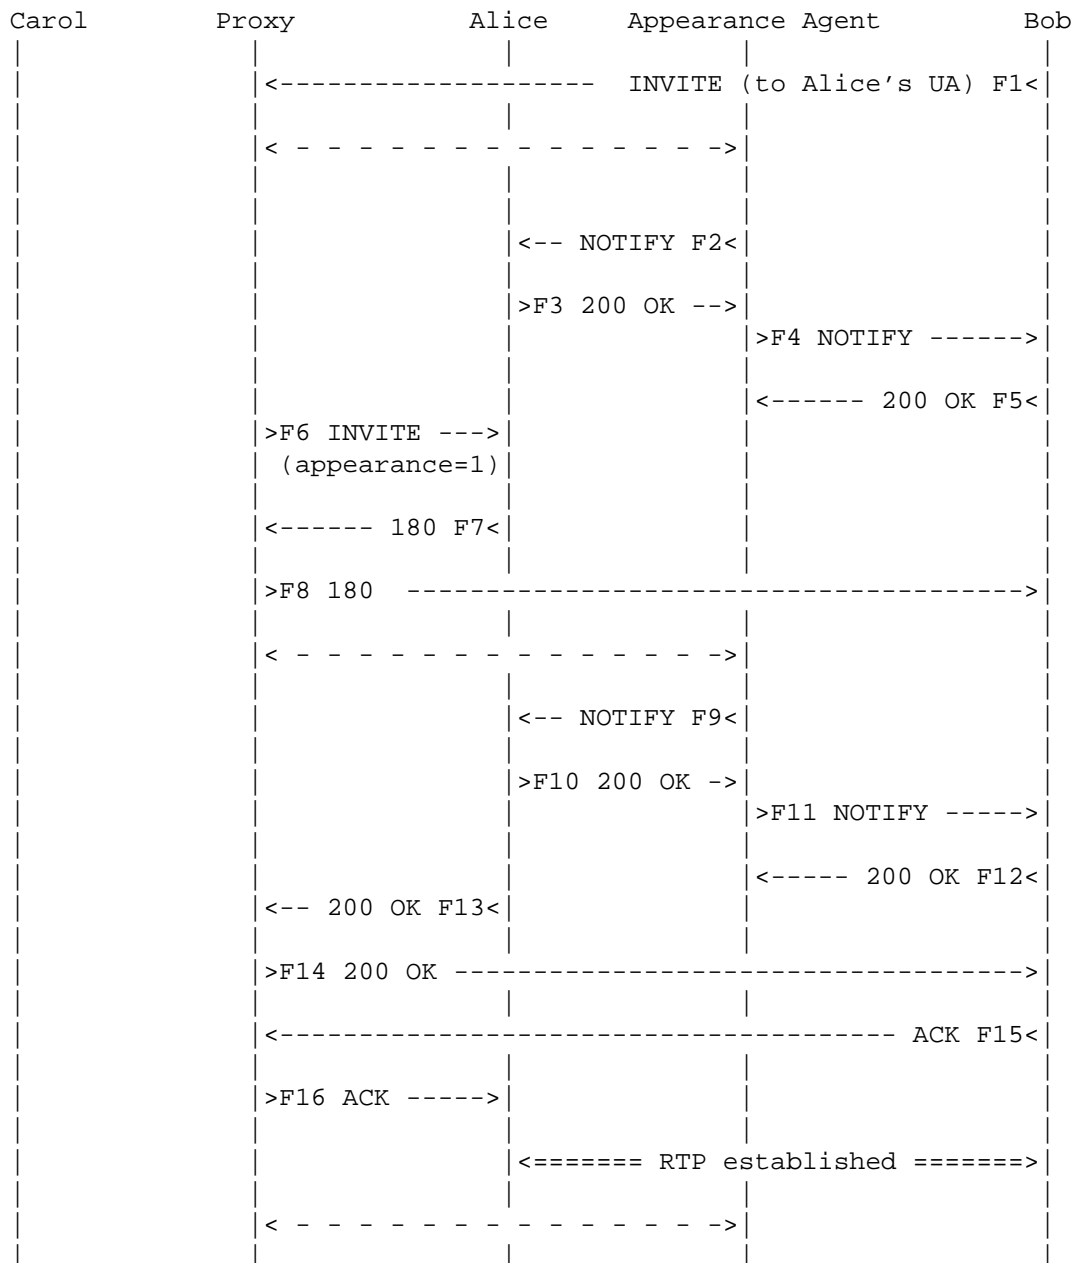 Carol Proxy Alice Appearance Agent Bob
<-------------------- INVITE (to Alice's UA) F1<
< - - - - - - - - - - - - - - ->
<-- NOTIFY F2<
>F3 200 OK -->
>F4 NOTIFY ------>
<------ 200 OK F5<
>F6 INVITE --->
(appearance=1)
<------ 180 F7<
>F8 180 --------------------------------------->
< - - - - - - - - - - - - - - ->
<-- NOTIFY F9<
>F10 200 OK ->
>F11 NOTIFY ----->
<----- 200 OK F12<
<-- 200 OK F13<
>F14 200 OK ------------------------------------>
<--------------------------------------- ACK F15<
>F16 ACK ----->
<======= RTP established =======>
< - - - - - - - - - - - - - - ->